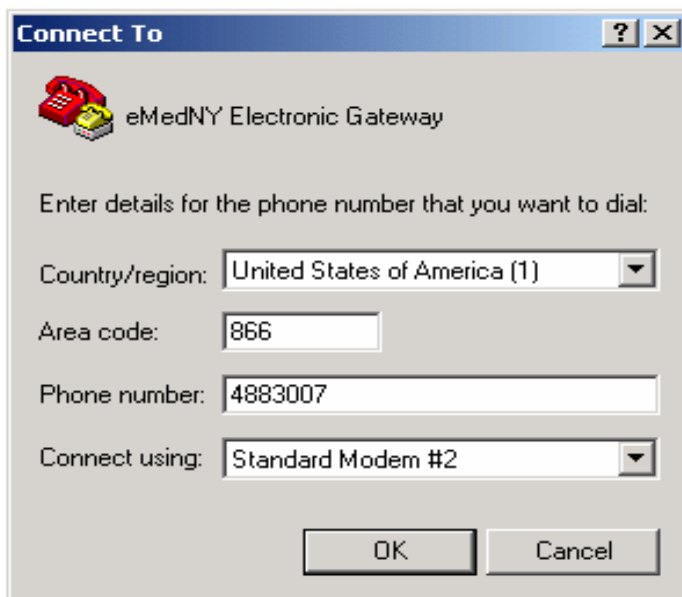 Connect To
eMedNY Electronic Gateway
Enter details for the phone number that you want to dial:
Country/region: United States of America (1)
Area code: 866
Phone number: 4883007
Connect using: Standard Modem #2
OK Cancel